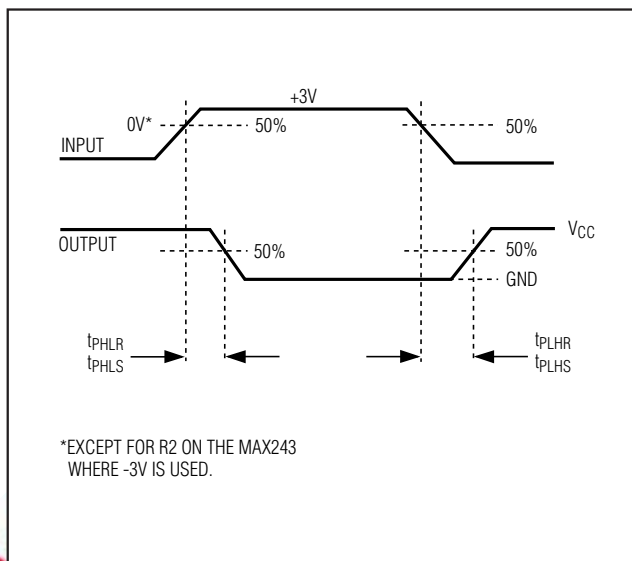 +3V
0V* 50% 50%
INPUT
VCC
OUTPUT
50% 50%
GND
tPHLR tPLHR
tPHLS tPLHS
*EXCEPT FOR R2 ON THE MAX243
WHERE -3V IS USED.